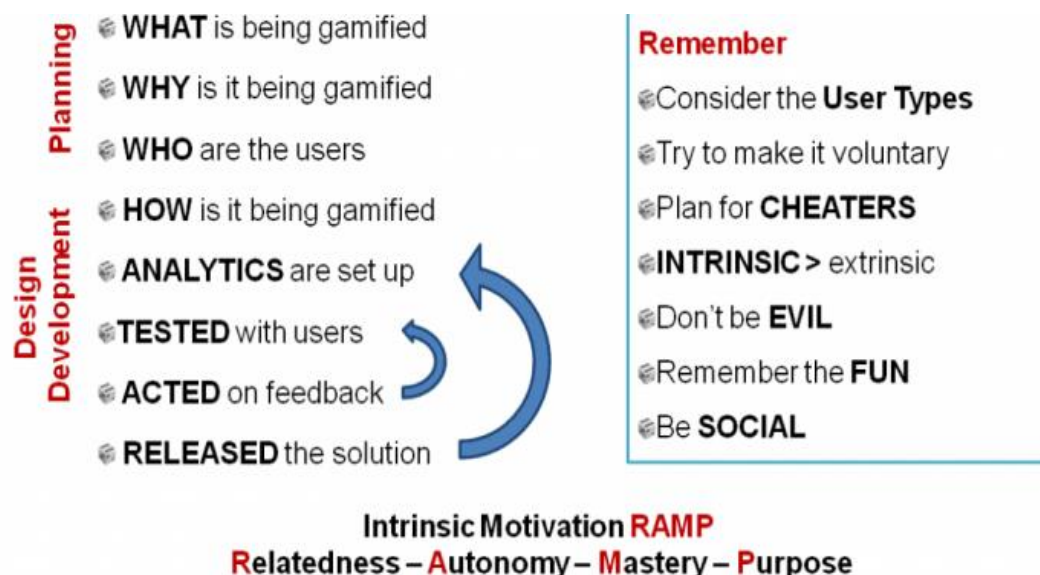 Planning
WHAT is being gamified
WHY is it being gamified
WHO are the users
Design
Development
HOW is it being gamified
ANALYTICS are set up
TESTED with users
ACTED on feedback
RELEASED the solution
Remember
Consider the User Types
Try to make it voluntary
Plan for CHEATERS
INTRINSIC > extrinsic
Don't be EVIL
Remember the FUN
Be SOCIAL
Intrinsic Motivation RAMP
Relatedness – Autonomy – Mastery – Purpose